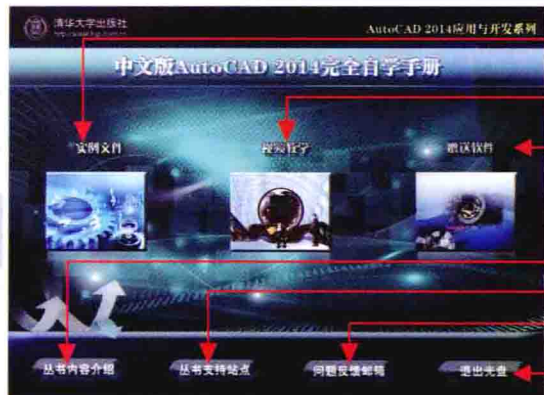 清华大学出版社
AutoCAD 2014应用与开发系列
中文版AutoCAD 2014完全自学手册
实例文件
视频教学
赠送软件
丛书内容介绍
丛书支持站点
问题反馈邮箱
退出光盘